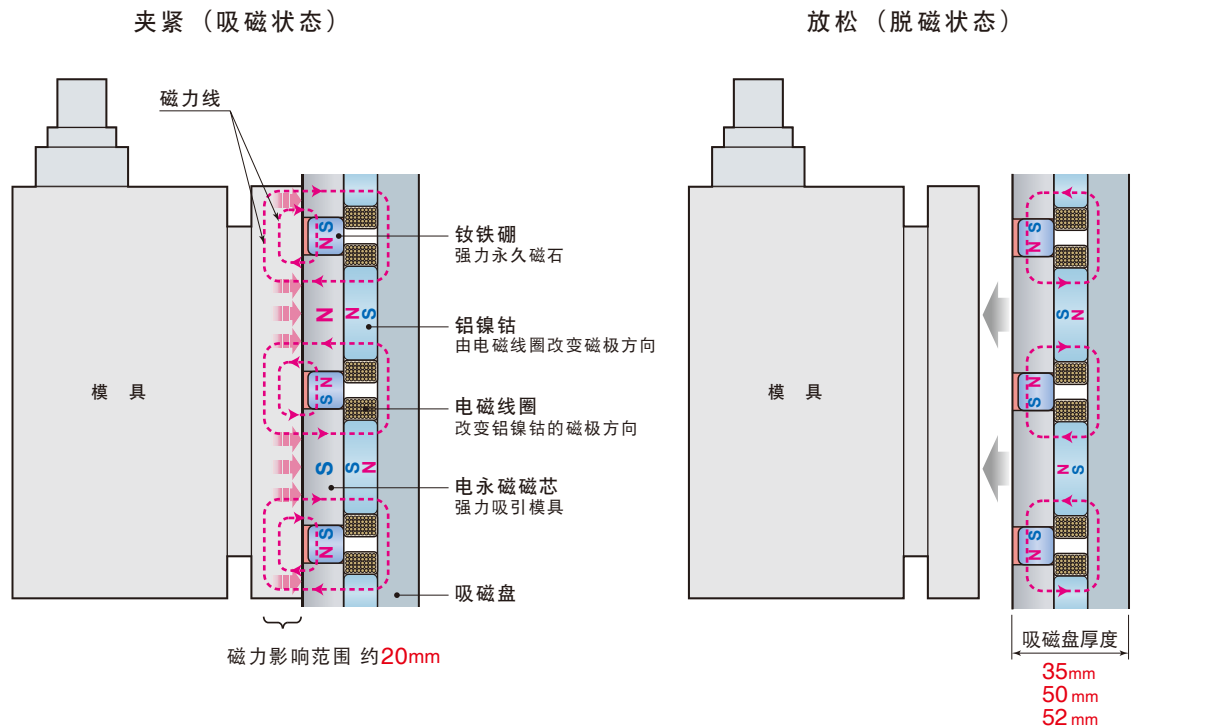 夹紧（吸磁状态）
放松（脱磁状态）
磁力线
S
N
钕铁硼
强力永久磁石
N
N S
铝镍钴
由电磁线圈改变磁极方向
模 具
N
S
电磁线圈
改变铝镍钴的磁极方向
S
S N
电永磁磁芯
强力吸引模具
S
N
吸磁盘
磁力影响范围 约20mm
S
N
S N
模 具
N
S
N S
S
N
吸磁盘厚度
35mm
50mm
52mm